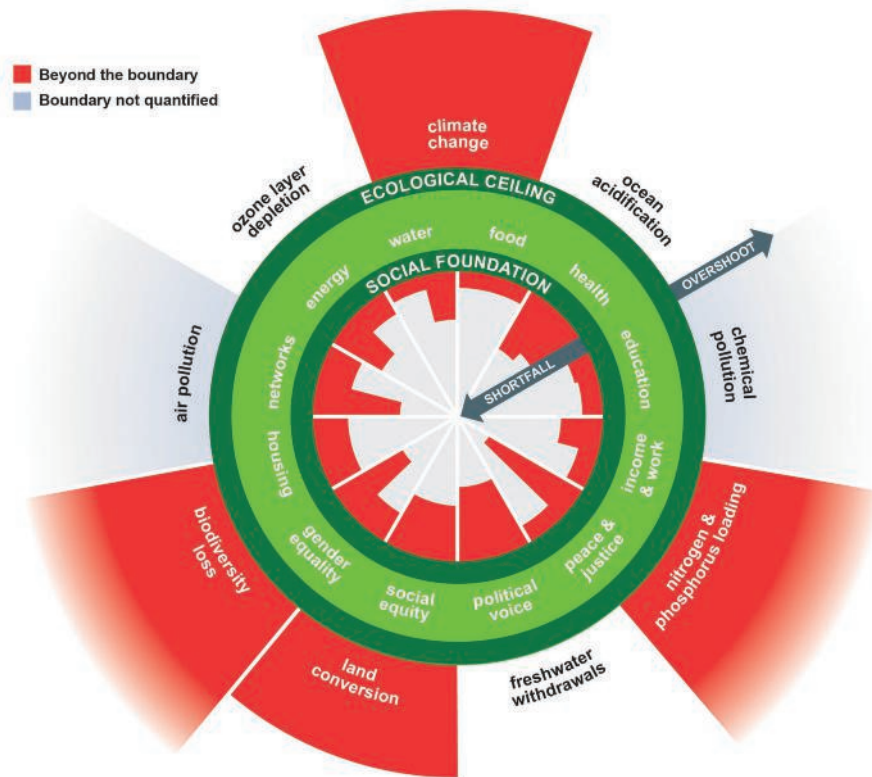 Beyond the boundary
Boundary not quantified
climate
change
ozone layer
depletion
ocean
acidification
ECOLOGICAL CEILING
OVERSHOOT
water
food
energy
health
SOCIAL FOUNDATION
SHORTFALL
networks
education
air pollution
chemical
pollution
housing
income
& work
gender
equality
peace &
justice
social
equity
political
voice
biodiversity
loss
nitrogen &
phosphorus loading
land
conversion
freshwater
withdrawals